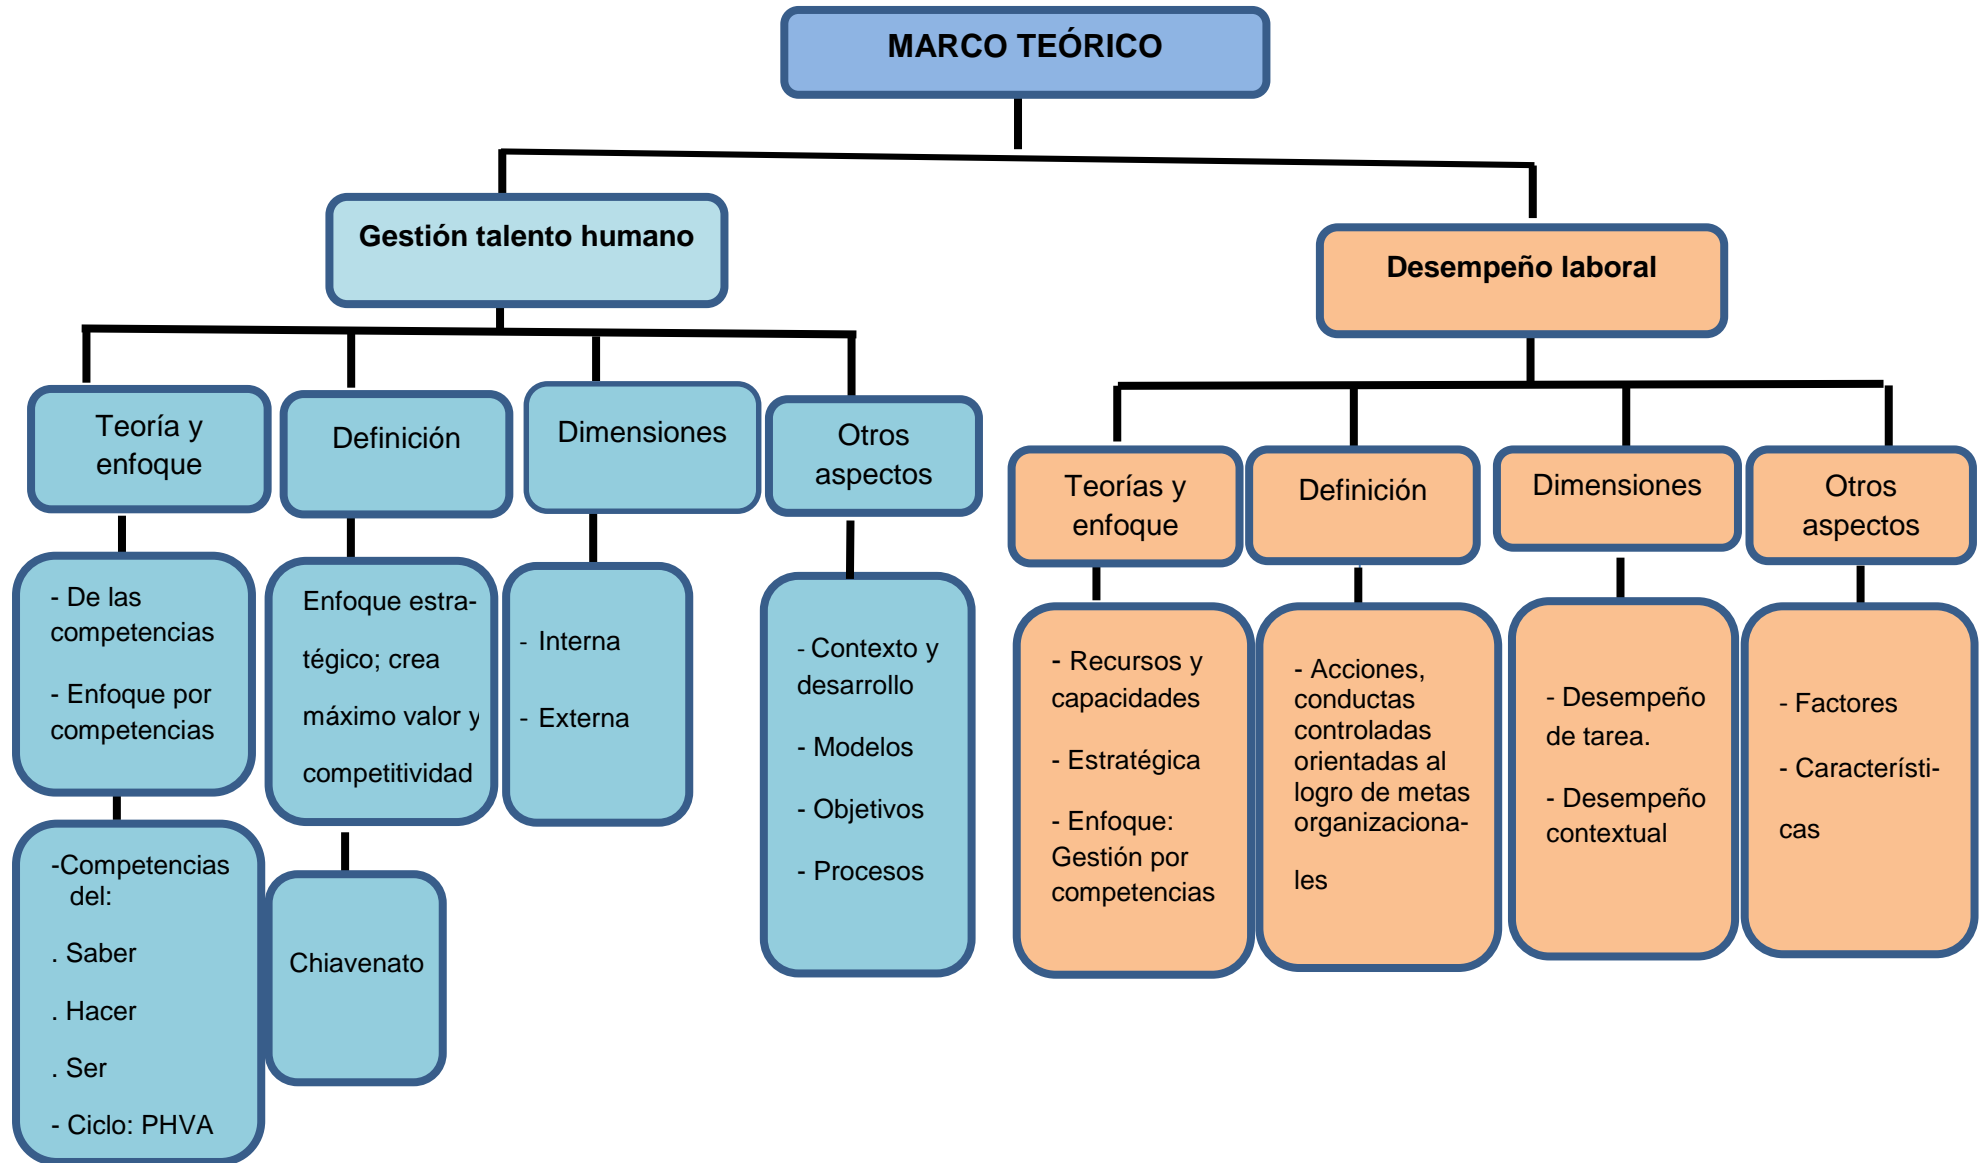 MARCO TEÓRICO
Gestión talento humano
Desempeño laboral
Teoría y
enfoque
Definición
Dimensiones
Otros
aspectos
Teorías y
enfoque
Definición
Dimensiones
Otros
aspectos
- De las
competencias
- Enfoque por
competencias
Enfoque estra-
tégico; crea
máximo valor y
competitividad
- Interna
- Externa
- Contexto y
desarrollo
- Modelos
- Objetivos
- Procesos
- Recursos y
capacidades
- Estratégica
- Enfoque:
Gestión por
competencias
- Acciones,
conductas
controladas
orientadas al
logro de metas
organizaciona-
les
- Desempeño
de tarea.
- Desempeño
contextual
- Factores
- Característi-
cas
-Competencias
del:
. Saber
. Hacer
. Ser
- Ciclo: PHVA
Chiavenato